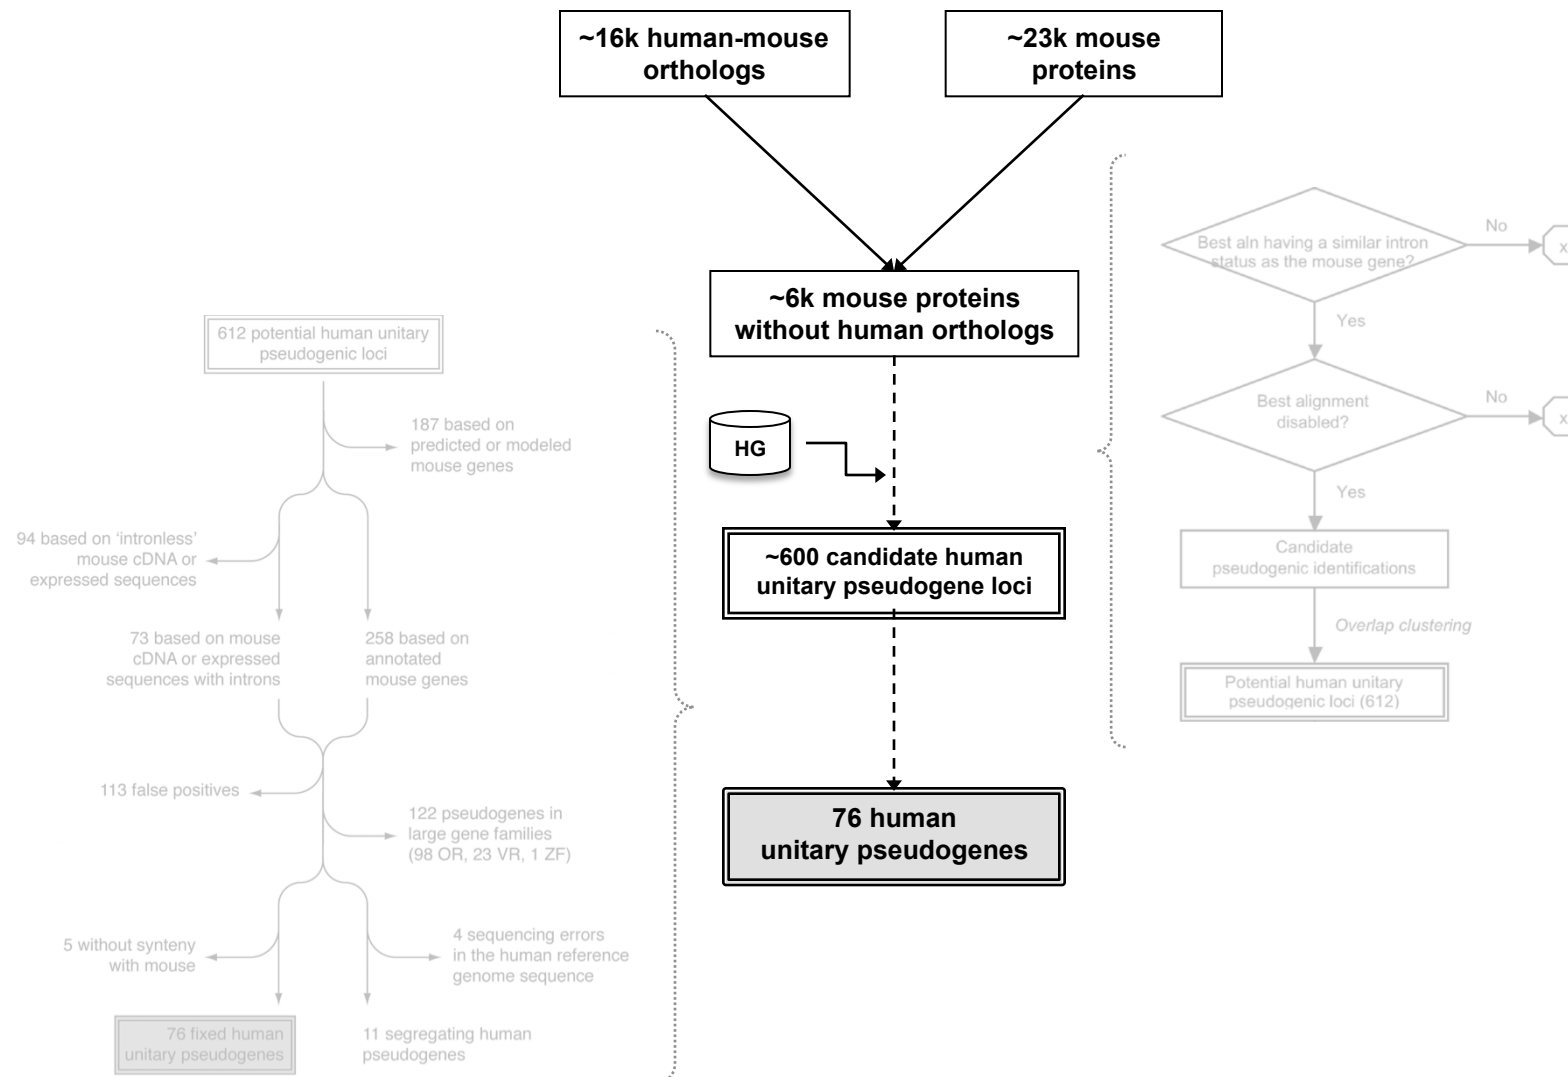 ~16k human-mouse
orthologs
~23k mouse
proteins
~6k mouse proteins
without human orthologs
HG
~600 candidate human
unitary pseudogene loci
76 human
unitary pseudogenes
612 potential human unitary
pseudogenic loci
187 based on
predicted or modeled
mouse genes
94 based on ‘intronless’
mouse cDNA or
expressed sequences
73 based on mouse
cDNA or expressed
sequences with introns
258 based on
annotated
mouse genes
113 false positives
122 pseudogenes in
large gene families
(98 OR, 23 VR, 1 ZF)
5 without synteny
with mouse
4 sequencing errors
in the human reference
genome sequence
76 fixed human
unitary pseudogenes
11 segregating human
pseudogenes
Best aln having a similar intron
status as the mouse gene?
No
x
Yes
Best alignment
disabled?
No
x
Yes
Candidate
pseudogenic identifications
Overlap clustering
Potential human unitary
pseudogenic loci (612)